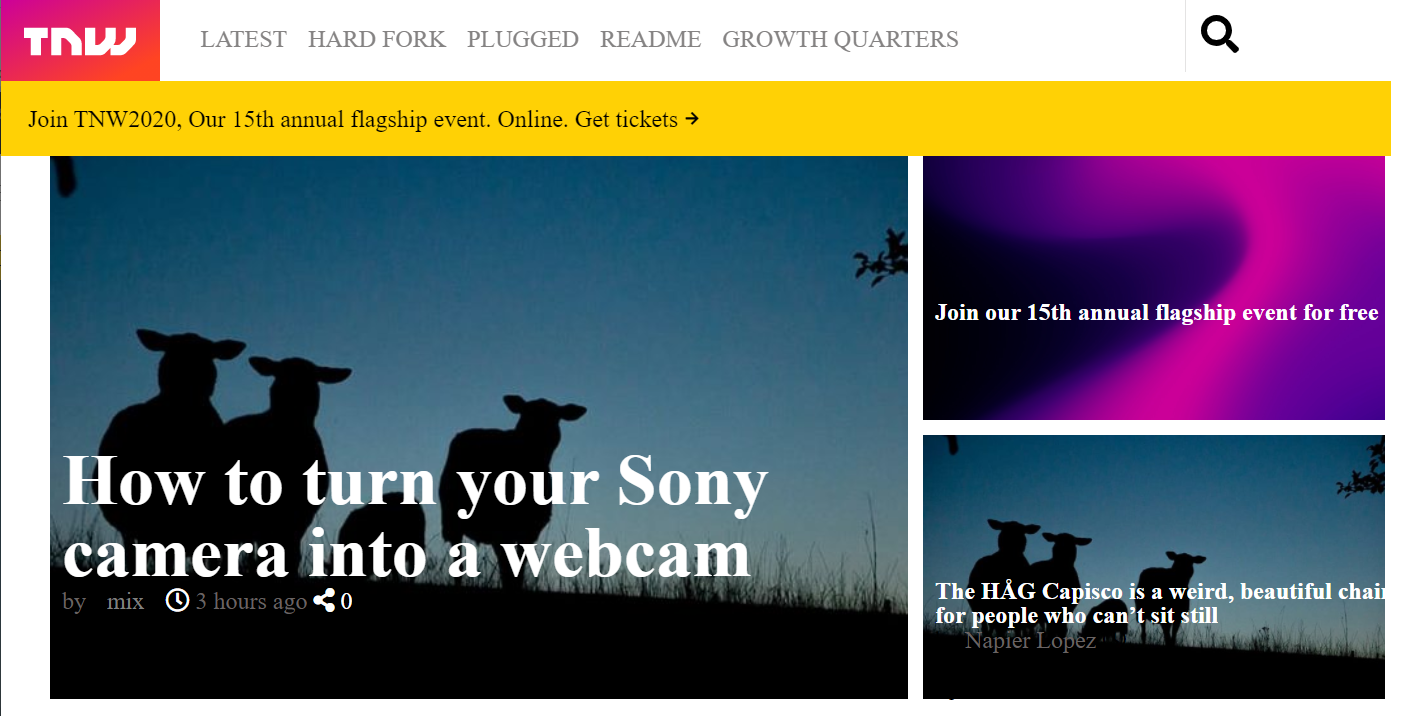 TNW
LATEST HARD FORK PLUGGED README GROWTH QUARTERS
Join TNW2020, Our 15th annual flagship event. Online. Get tickets →
How to turn your Sony
camera into a webcam
by mix 3 hours ago 0
Join our 15th annual flagship event for free
The HÅG Capisco is a weird, beautiful chair
for people who can’t sit still
Napier Lopez